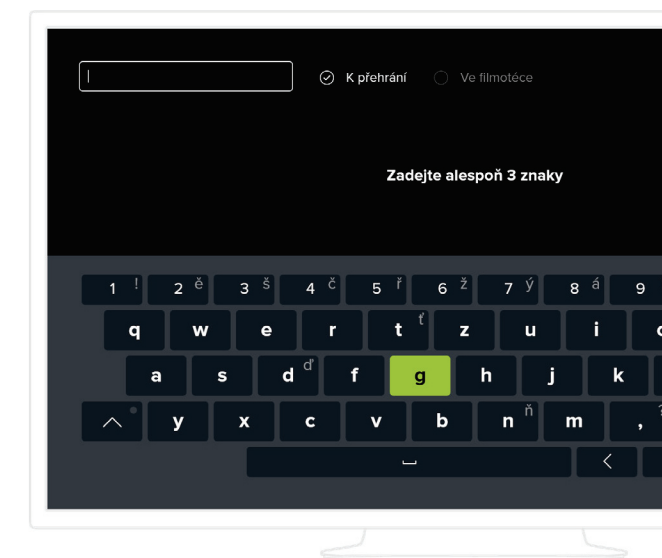 K přehrání Ve filmotéce
Zadejte alespoň 3 znaky
1 ! 2 ě 3 š 4 č 5 ř 6 ž 7 ý 8 á 9
q w e r t ť z u i
a s d ď f g h j k
y x c v b n ň m ,